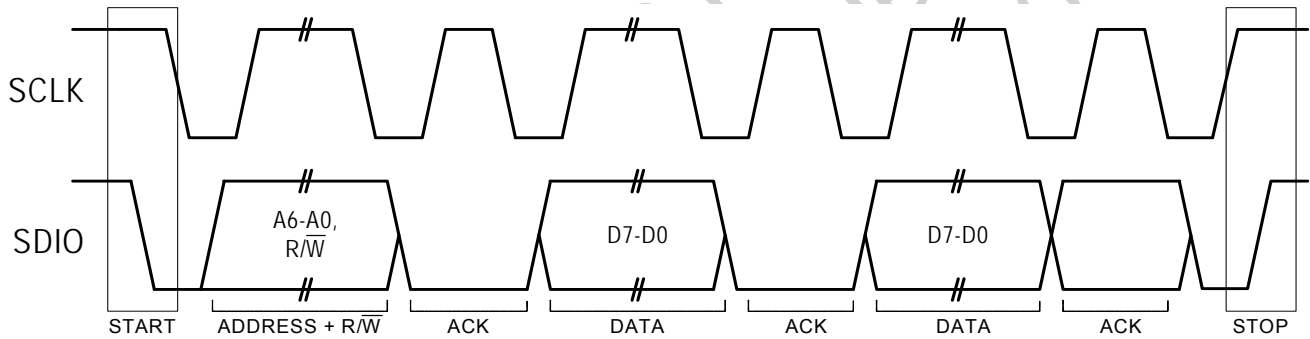 SCLK
SDIO
A6-A0,
R/W̅
D7-D0
D7-D0
START
ADDRESS + R/W̅
ACK
DATA
ACK
DATA
ACK
STOP